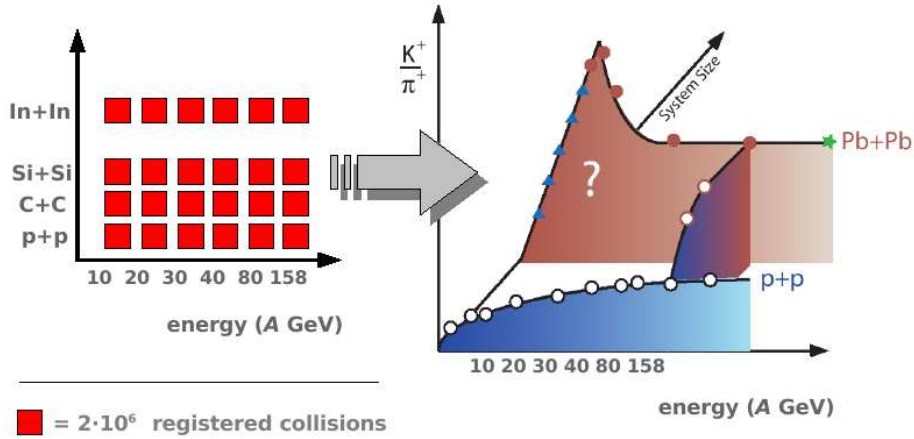 In+In
Si+Si
C+C
p+p
10 20 30 40 80 158
energy (A GeV)
= 2·10⁶ registered collisions
K⁺
π⁺
System Size
?
Pb+Pb
p+p
10 20 30 40 80 158
energy (A GeV)